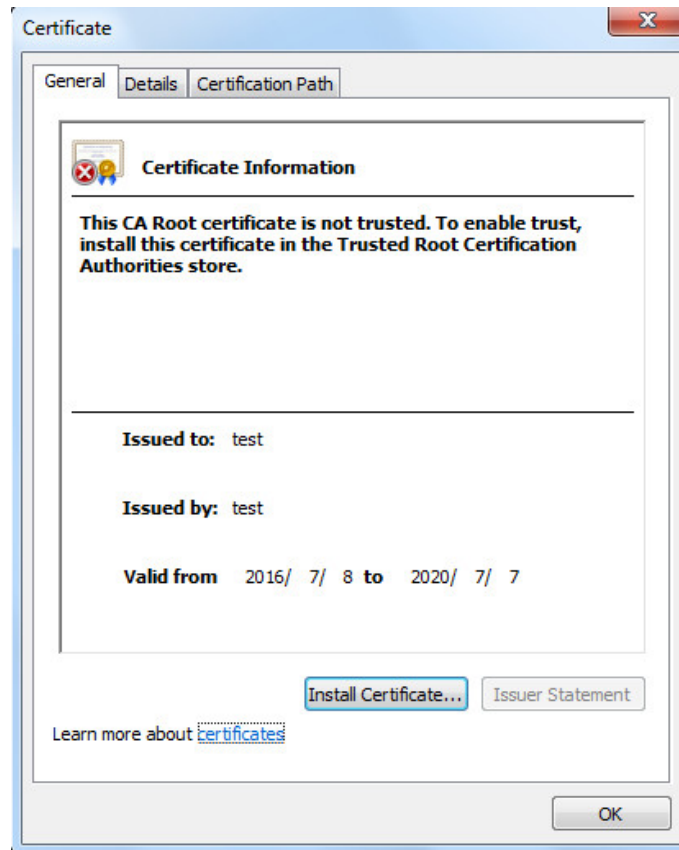 Certificate
General Details Certification Path
Certificate Information
This CA Root certificate is not trusted. To enable trust,
install this certificate in the Trusted Root Certification
Authorities store.
Issued to: test
Issued by: test
Valid from 2016/ 7/ 8 to 2020/ 7/ 7
Install Certificate... Issuer Statement
Learn more about certificates
OK